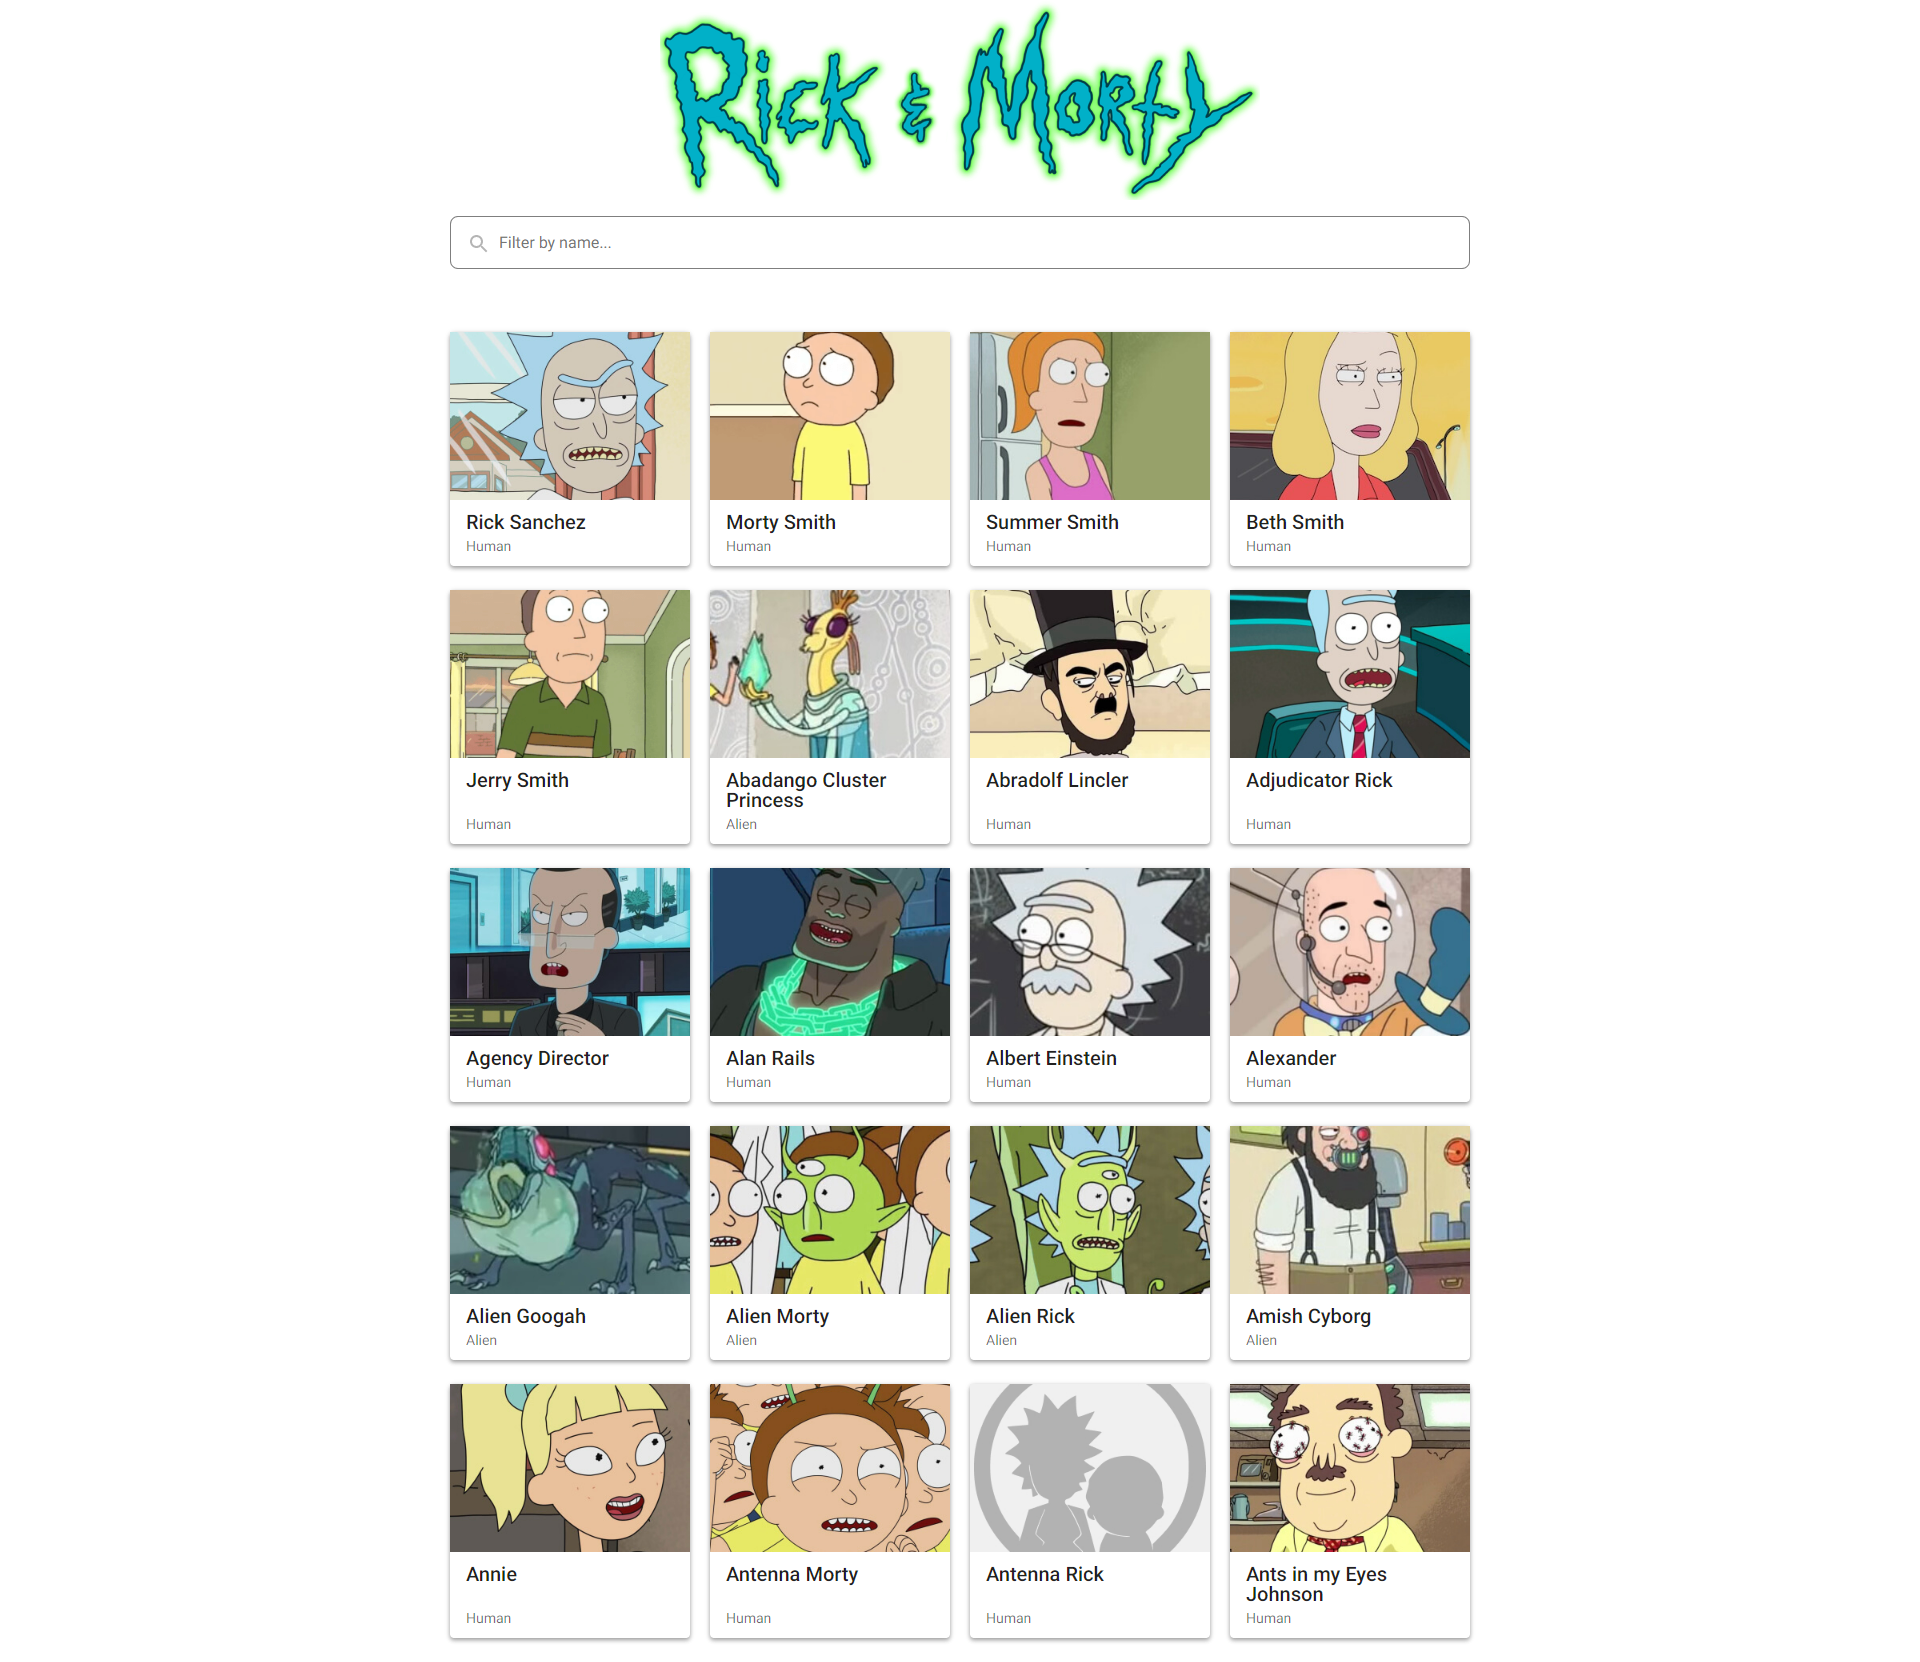 Rick & Morty
Filter by name...
Rick Sanchez
Human
Morty Smith
Human
Summer Smith
Human
Beth Smith
Human
Jerry Smith
Human
Abadango Cluster
Princess
Alien
Abradolf Lincler
Human
Adjudicator Rick
Human
Agency Director
Human
Alan Rails
Human
Albert Einstein
Human
Alexander
Human
Alien Googah
Alien
Alien Morty
Alien
Alien Rick
Alien
Amish Cyborg
Alien
Annie
Human
Antenna Morty
Human
Antenna Rick
Human
Ants in my Eyes
Johnson
Human